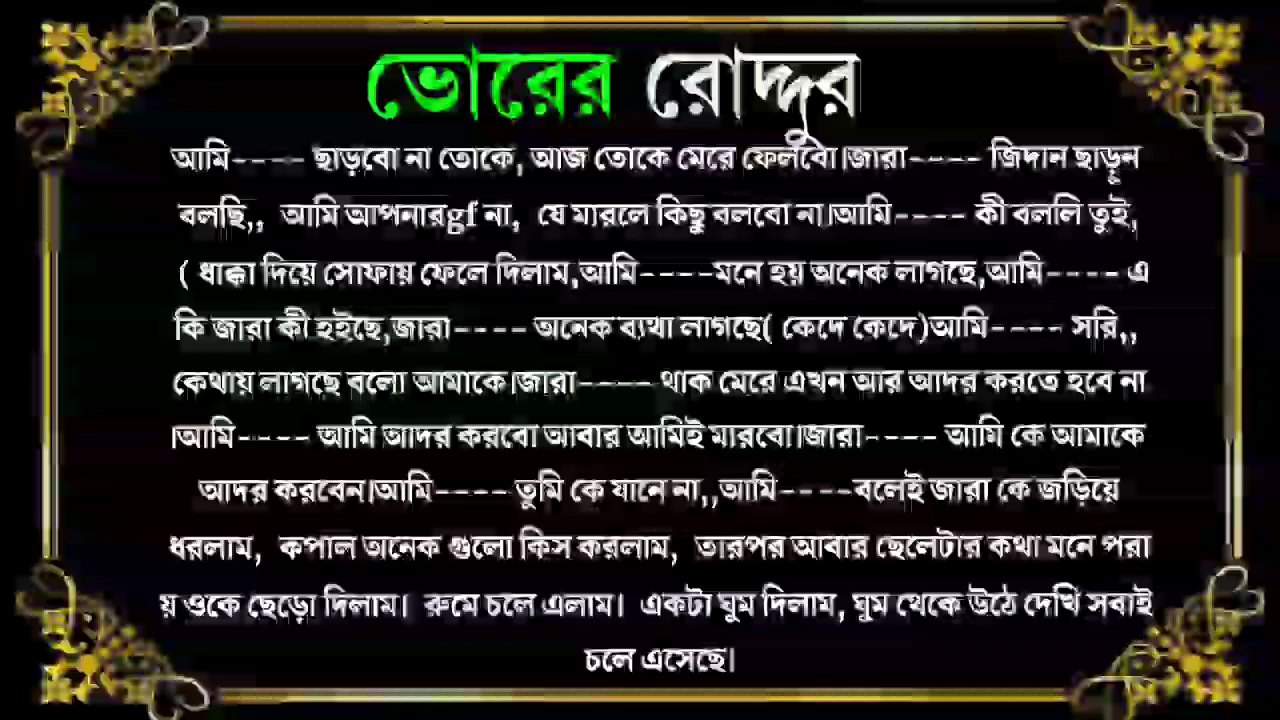 ভোরের রোদ্দুর
আমি---- ছাড়বো না তোকে, আজ তোকে মেরে ফেলবো।জারা---- জিদান ছাড়ুন
বলছি,, আমি আপনারgf না, যে মারলে কিছু বলবো না।আমি---- কী বললি তুই,
( ধাক্কা দিয়ে সোফায় ফেলে দিলাম,আমি----মনে হয় অনেক লাগছে,আমি---- এ
কি জারা কী হইছে,জারা---- অনেক ব্যথা লাগছে( কেদে কেদে)আমি---- সরি,,
কেথায় লাগছে বলো আমাকে।জারা---- থাক মেরে এখন আর আদর করতে হবে না
।আমি---- আমি আদর করবো আবার আমিই মারবো।জারা---- আমি কে আমাকে
আদর করবেন।আমি----তুমি কে যানে না,,আমি----বলেই জারা কে জড়িয়ে
ধরলাম, কপাল অনেক গুলো কিস করলাম, তারপর আবার ছেলেটার কথা মনে পরা
য় ওকে ছেড়ো দিলাম। রুমে চলে এলাম। একটা ঘুম দিলাম, ঘুম থেকে উঠে দেখি সবাই
চলে এসেছে।